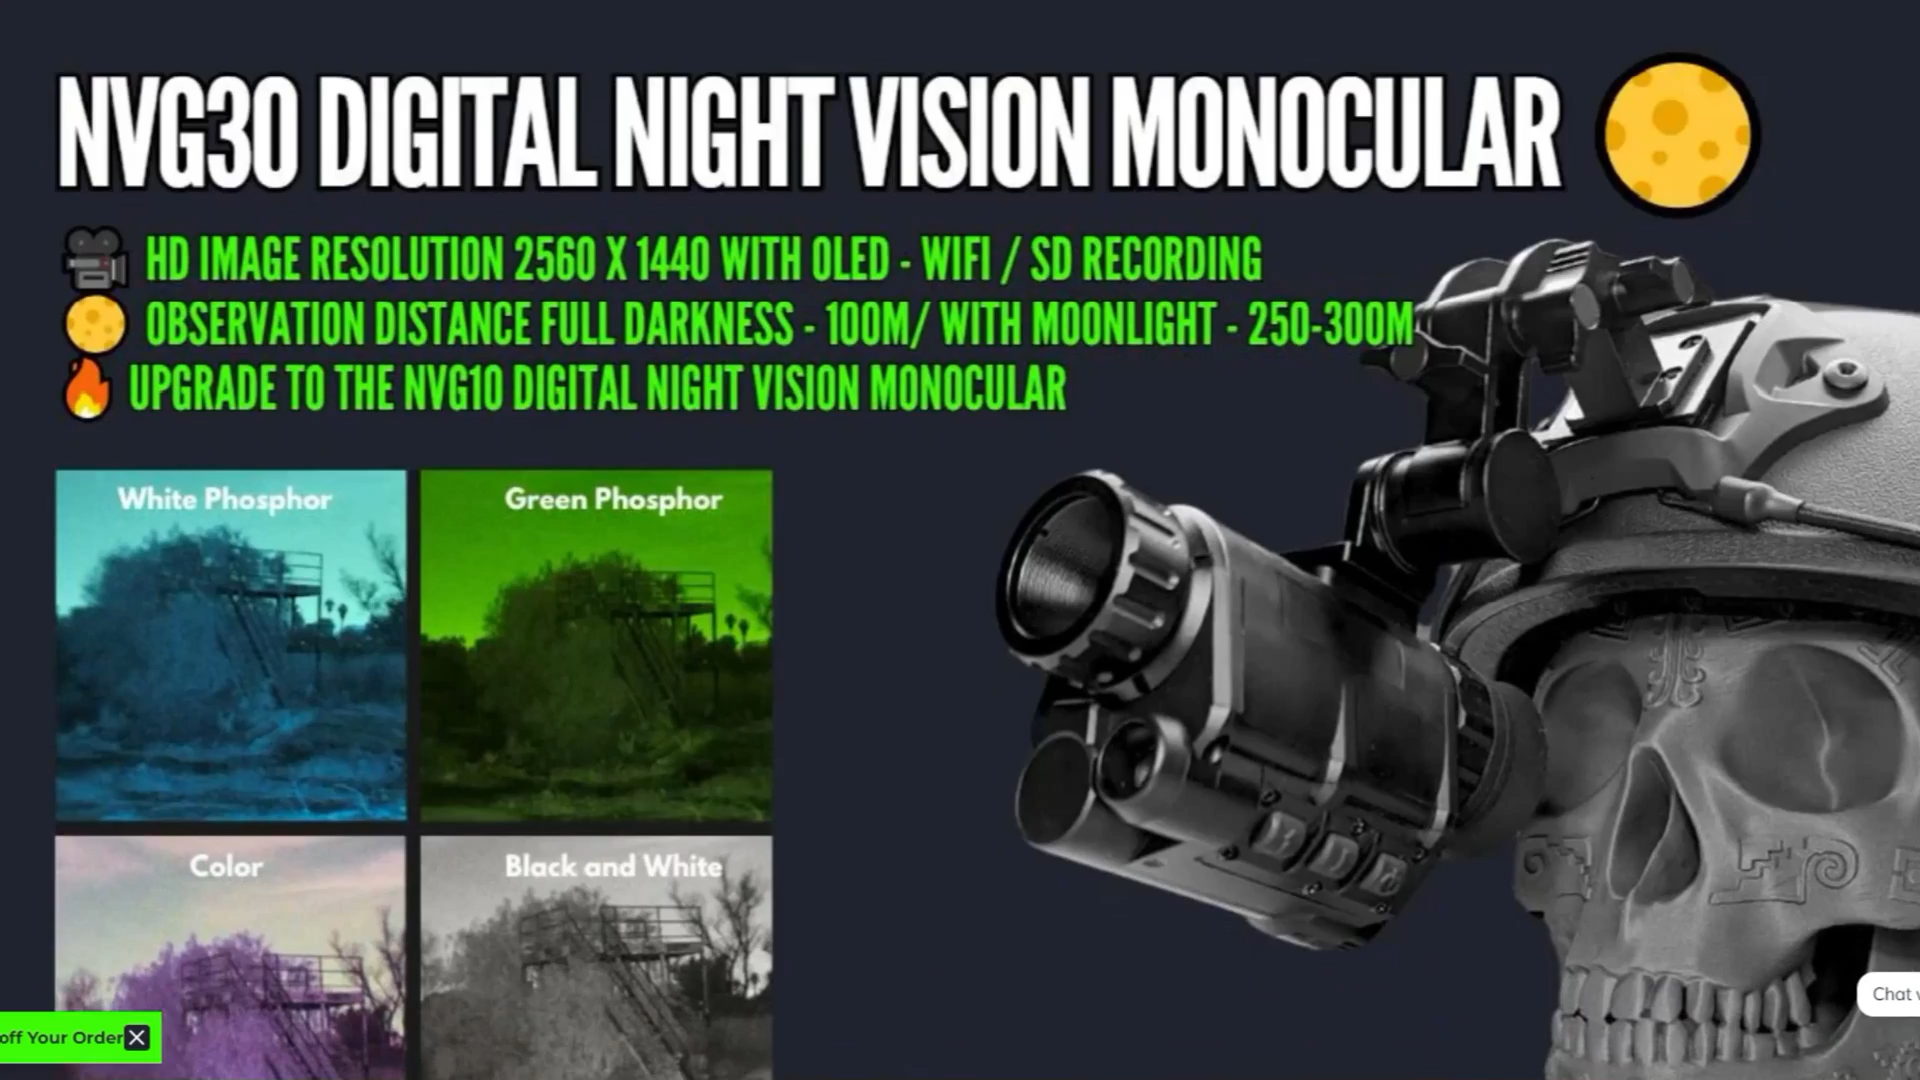 NVG30 DIGITAL NIGHT VISION MONOCULAR
HD IMAGE RESOLUTION 2560 X 1440 WITH OLED - WIFI / SD RECORDING
OBSERVATION DISTANCE FULL DARKNESS - 100M/ WITH MOONLIGHT - 250-300M
UPGRADE TO THE NVG10 DIGITAL NIGHT VISION MONOCULAR
White Phosphor
Green Phosphor
Color
Black and White
off Your Order
Chat